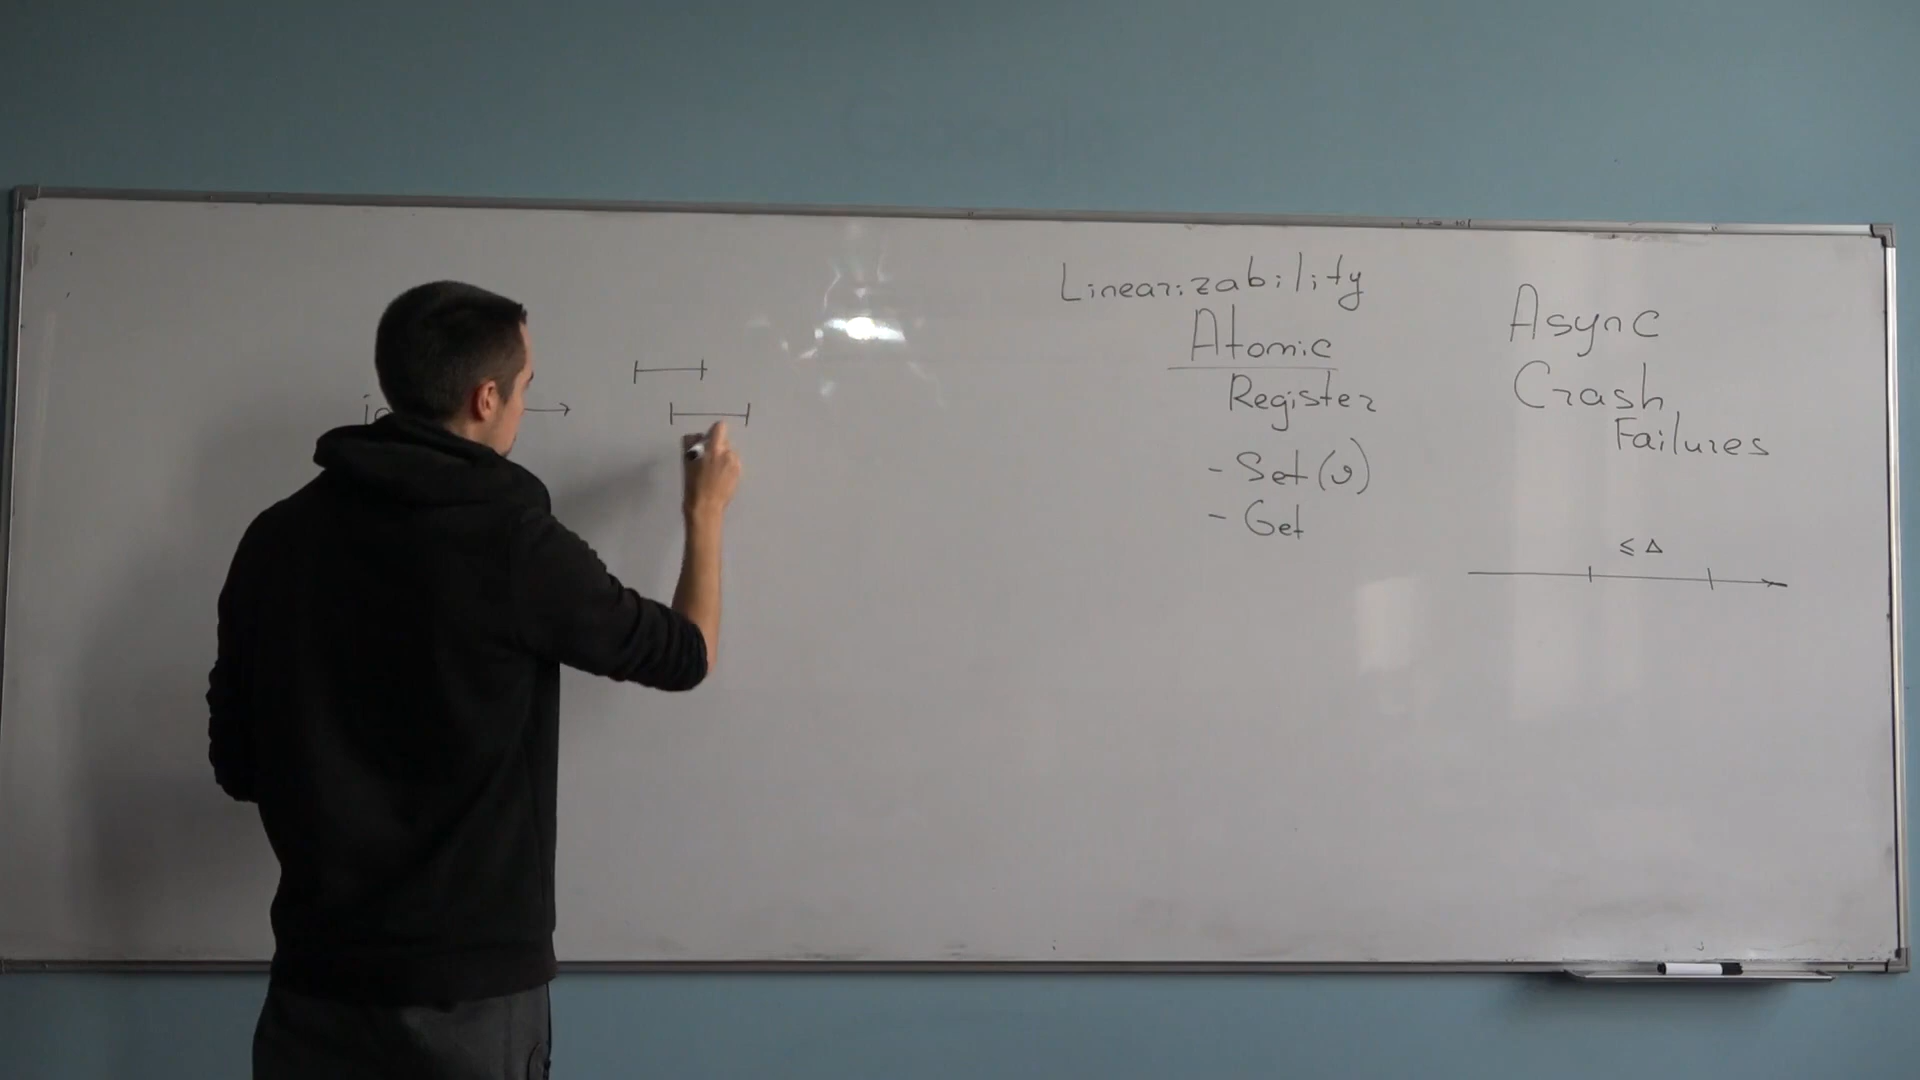 Linearizability
Atomic
Register
- Set(v)
- Get
Async
Crash
Failures
≤ Δ